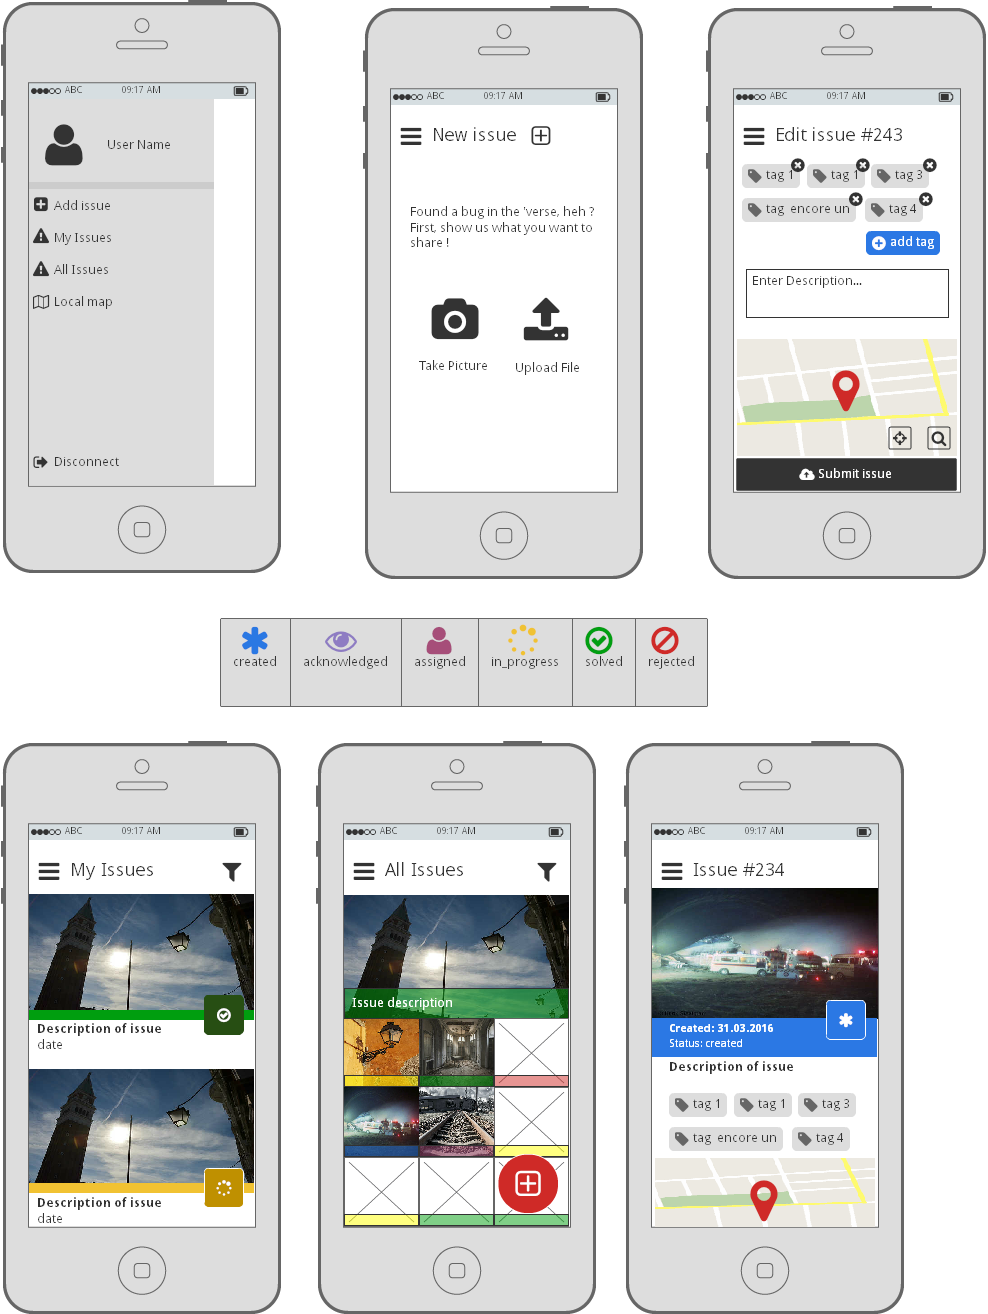 ABC 09:17 AM
User Name
Add issue
My Issues
All Issues
Local map
Disconnect
ABC 09:17 AM
New issue
Found a bug in the 'verse, heh ?
First, show us what you want to
share !
Take Picture Upload File
ABC 09:17 AM
Edit issue #243
tag 1 tag 1 tag 3
tag encore un tag 4
add tag
Enter Description...
Submit issue
created acknowledged assigned in_progress solved rejected
ABC 09:17 AM
My Issues
Description of issue
date
Description of issue
date
ABC 09:17 AM
All Issues
Issue description
ABC 09:17 AM
Issue #234
Created: 31.03.2016
Status: created
Description of issue
tag 1 tag 1 tag 3
tag encore un tag 4